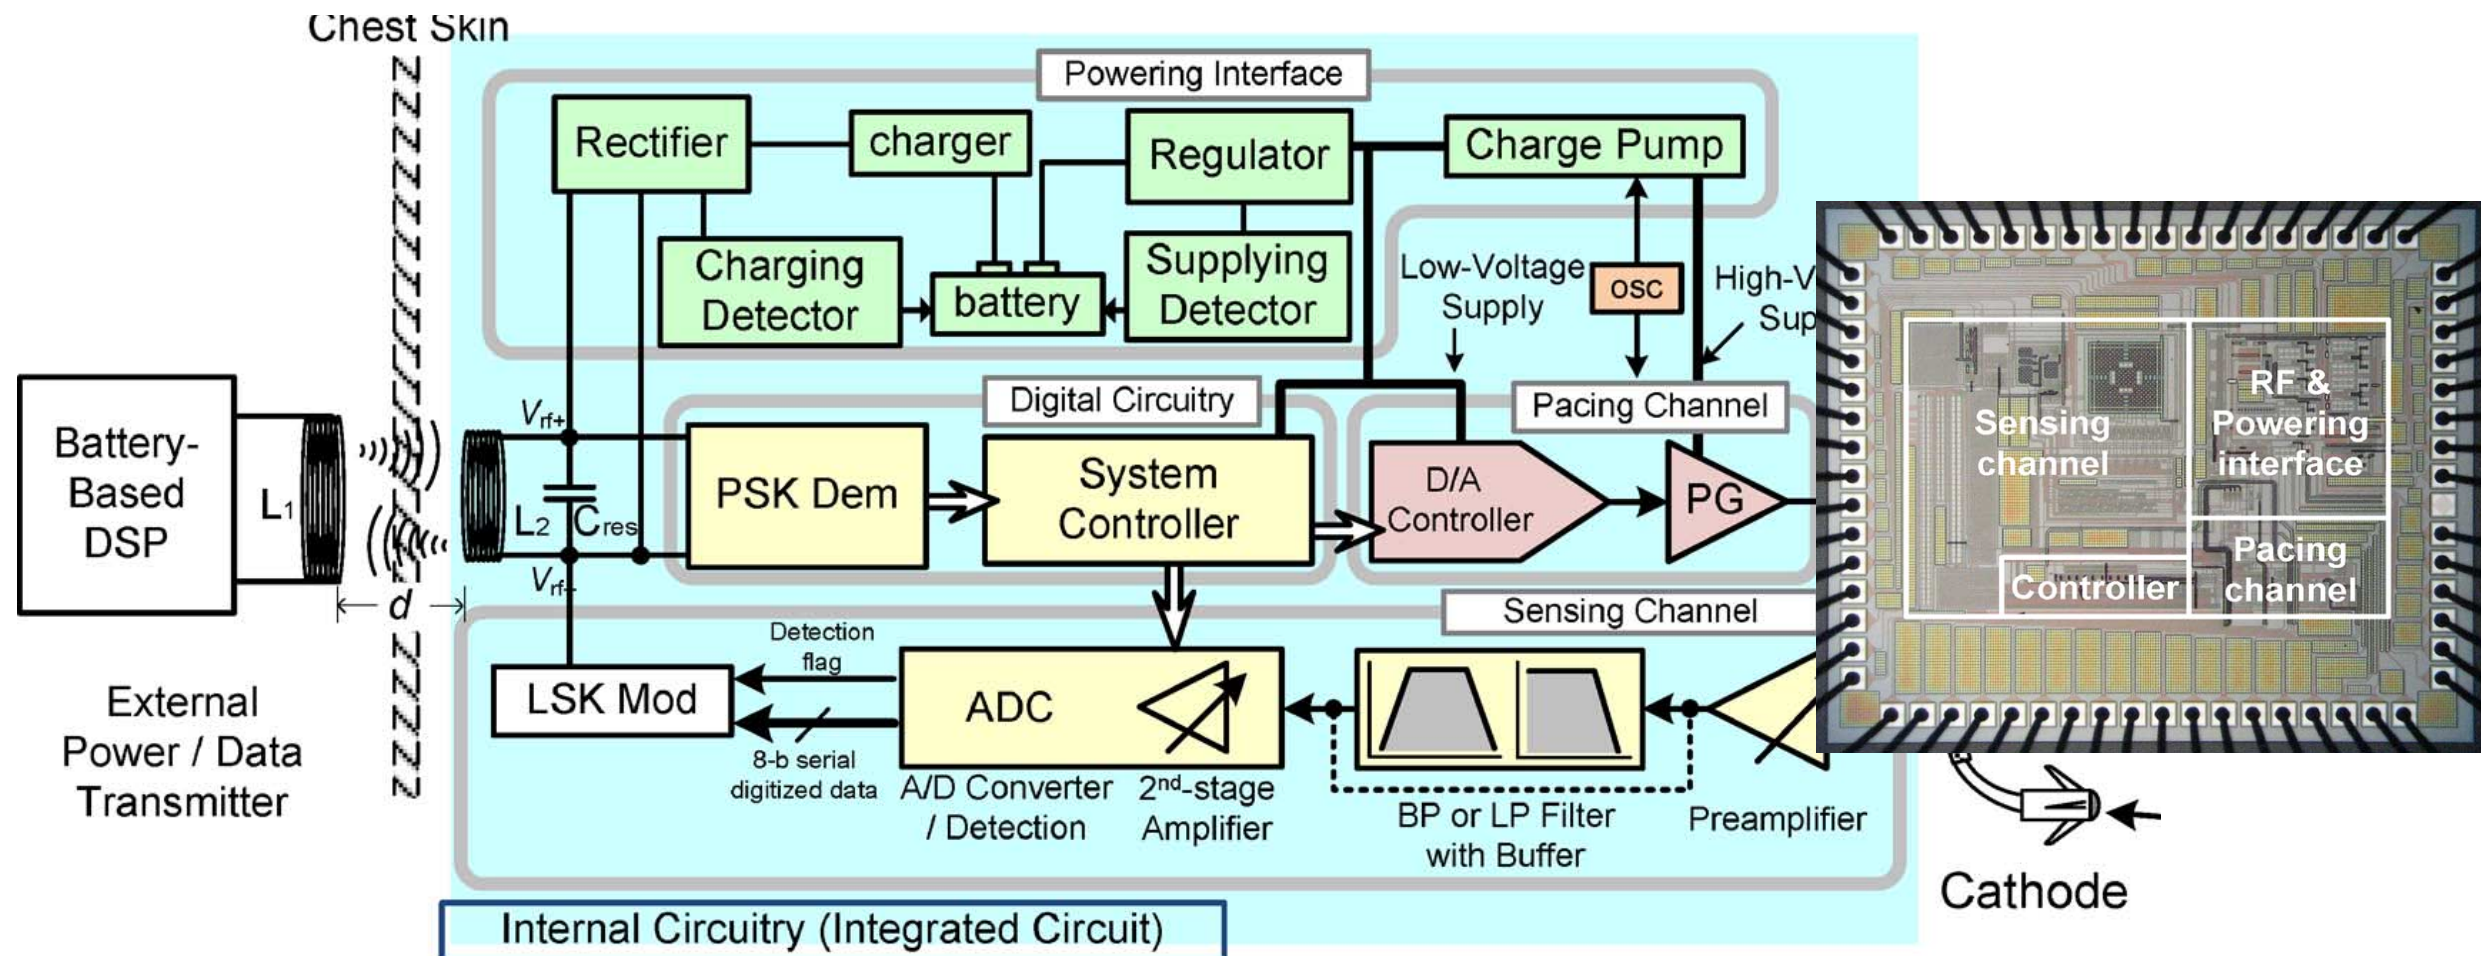 Chest Skin
Powering Interface
Rectifier
charger
Regulator
Charge Pump
Charging
Detector
battery
Supplying
Detector
Low-Voltage
Supply
osc
High-V
Sup
Digital Circuitry
Pacing Channel
Battery-
Based
DSP
L1
Vrf+
L2
Cres
Vrf-
d
PSK Dem
System
Controller
D/A
Controller
PG
Sensing Channel
External
Power / Data
Transmitter
LSK Mod
Detection
flag
8-b serial
digitized data
ADC
A/D Converter
/ Detection
2nd-stage
Amplifier
BP or LP Filter
with Buffer
Preamplifier
Internal Circuitry (Integrated Circuit)
Sensing
channel
RF &
Powering
interface
Controller
Pacing
channel
Cathode